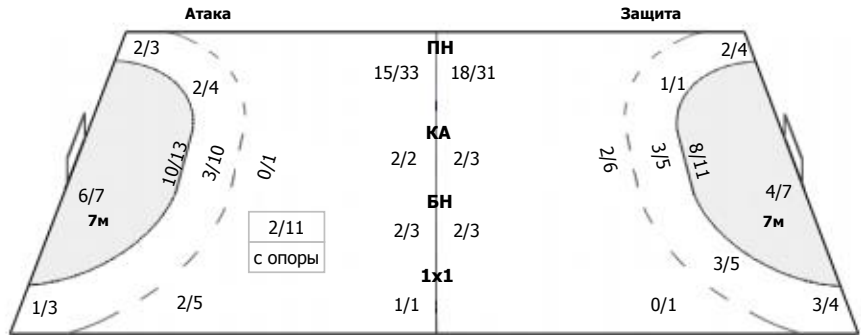 Атака Защита
2/3 ПН 2/4
15/33 18/31
2/4 1/1
КА
10/13 3/10 0/1 2/2 2/3 2/6 3/5 8/11
6/7 БН 4/7
7м 7м
2/11 2/3 2/3
с опоры 3/5
1x1
1/3 2/5 1/1 0/1 3/4